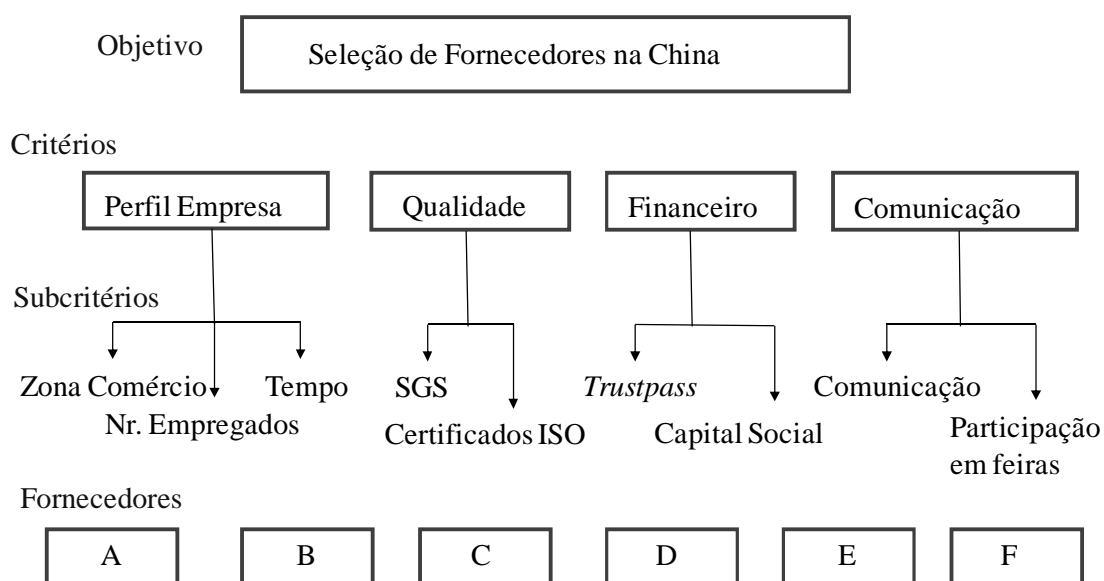 Objetivo
Seleção de Fornecedores na China
Critérios
Perfil Empresa
Qualidade
Financeiro
Comunicação
Subcritérios
Zona Comércio
Nr. Empregados
Tempo
SGS
Certificados ISO
Trustpass
Capital Social
Comunicação
Participação
em feiras
Fornecedores
A
B
C
D
E
F